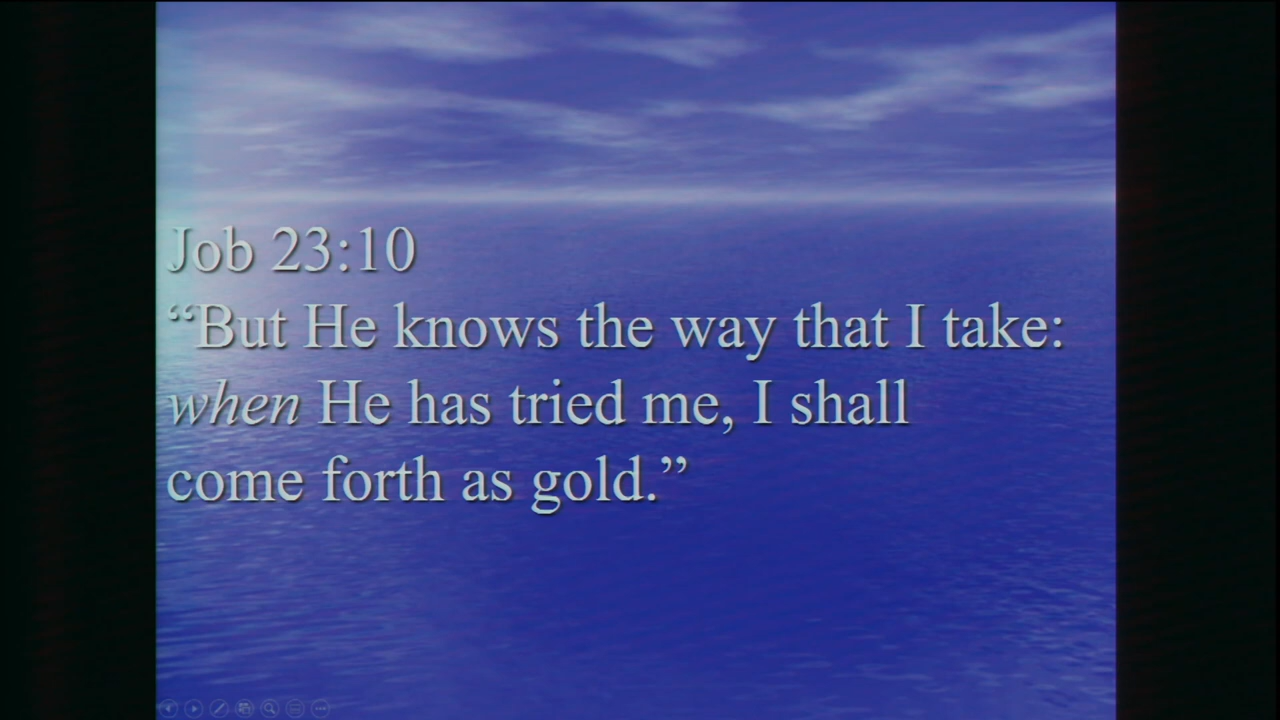 Job 23:10
“But He knows the way that I take:
when He has tried me, I shall
come forth as gold.”